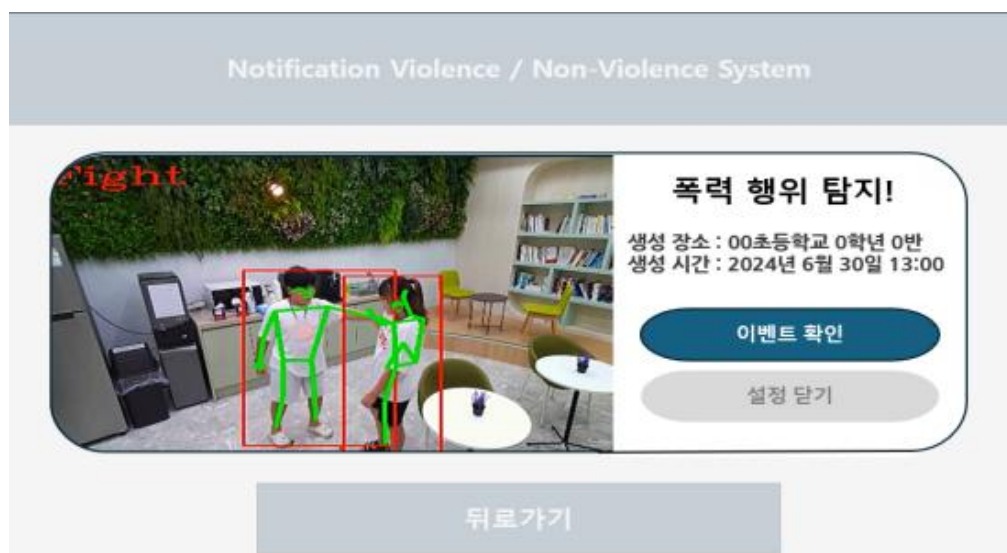 Notification Violence / Non-Violence System
Fight
폭력 행위 탐지!
생성 장소 : 00초등학교 0학년 0반
생성 시간 : 2024년 6월 30일 13:00
이벤트 확인
설정 닫기
뒤로가기